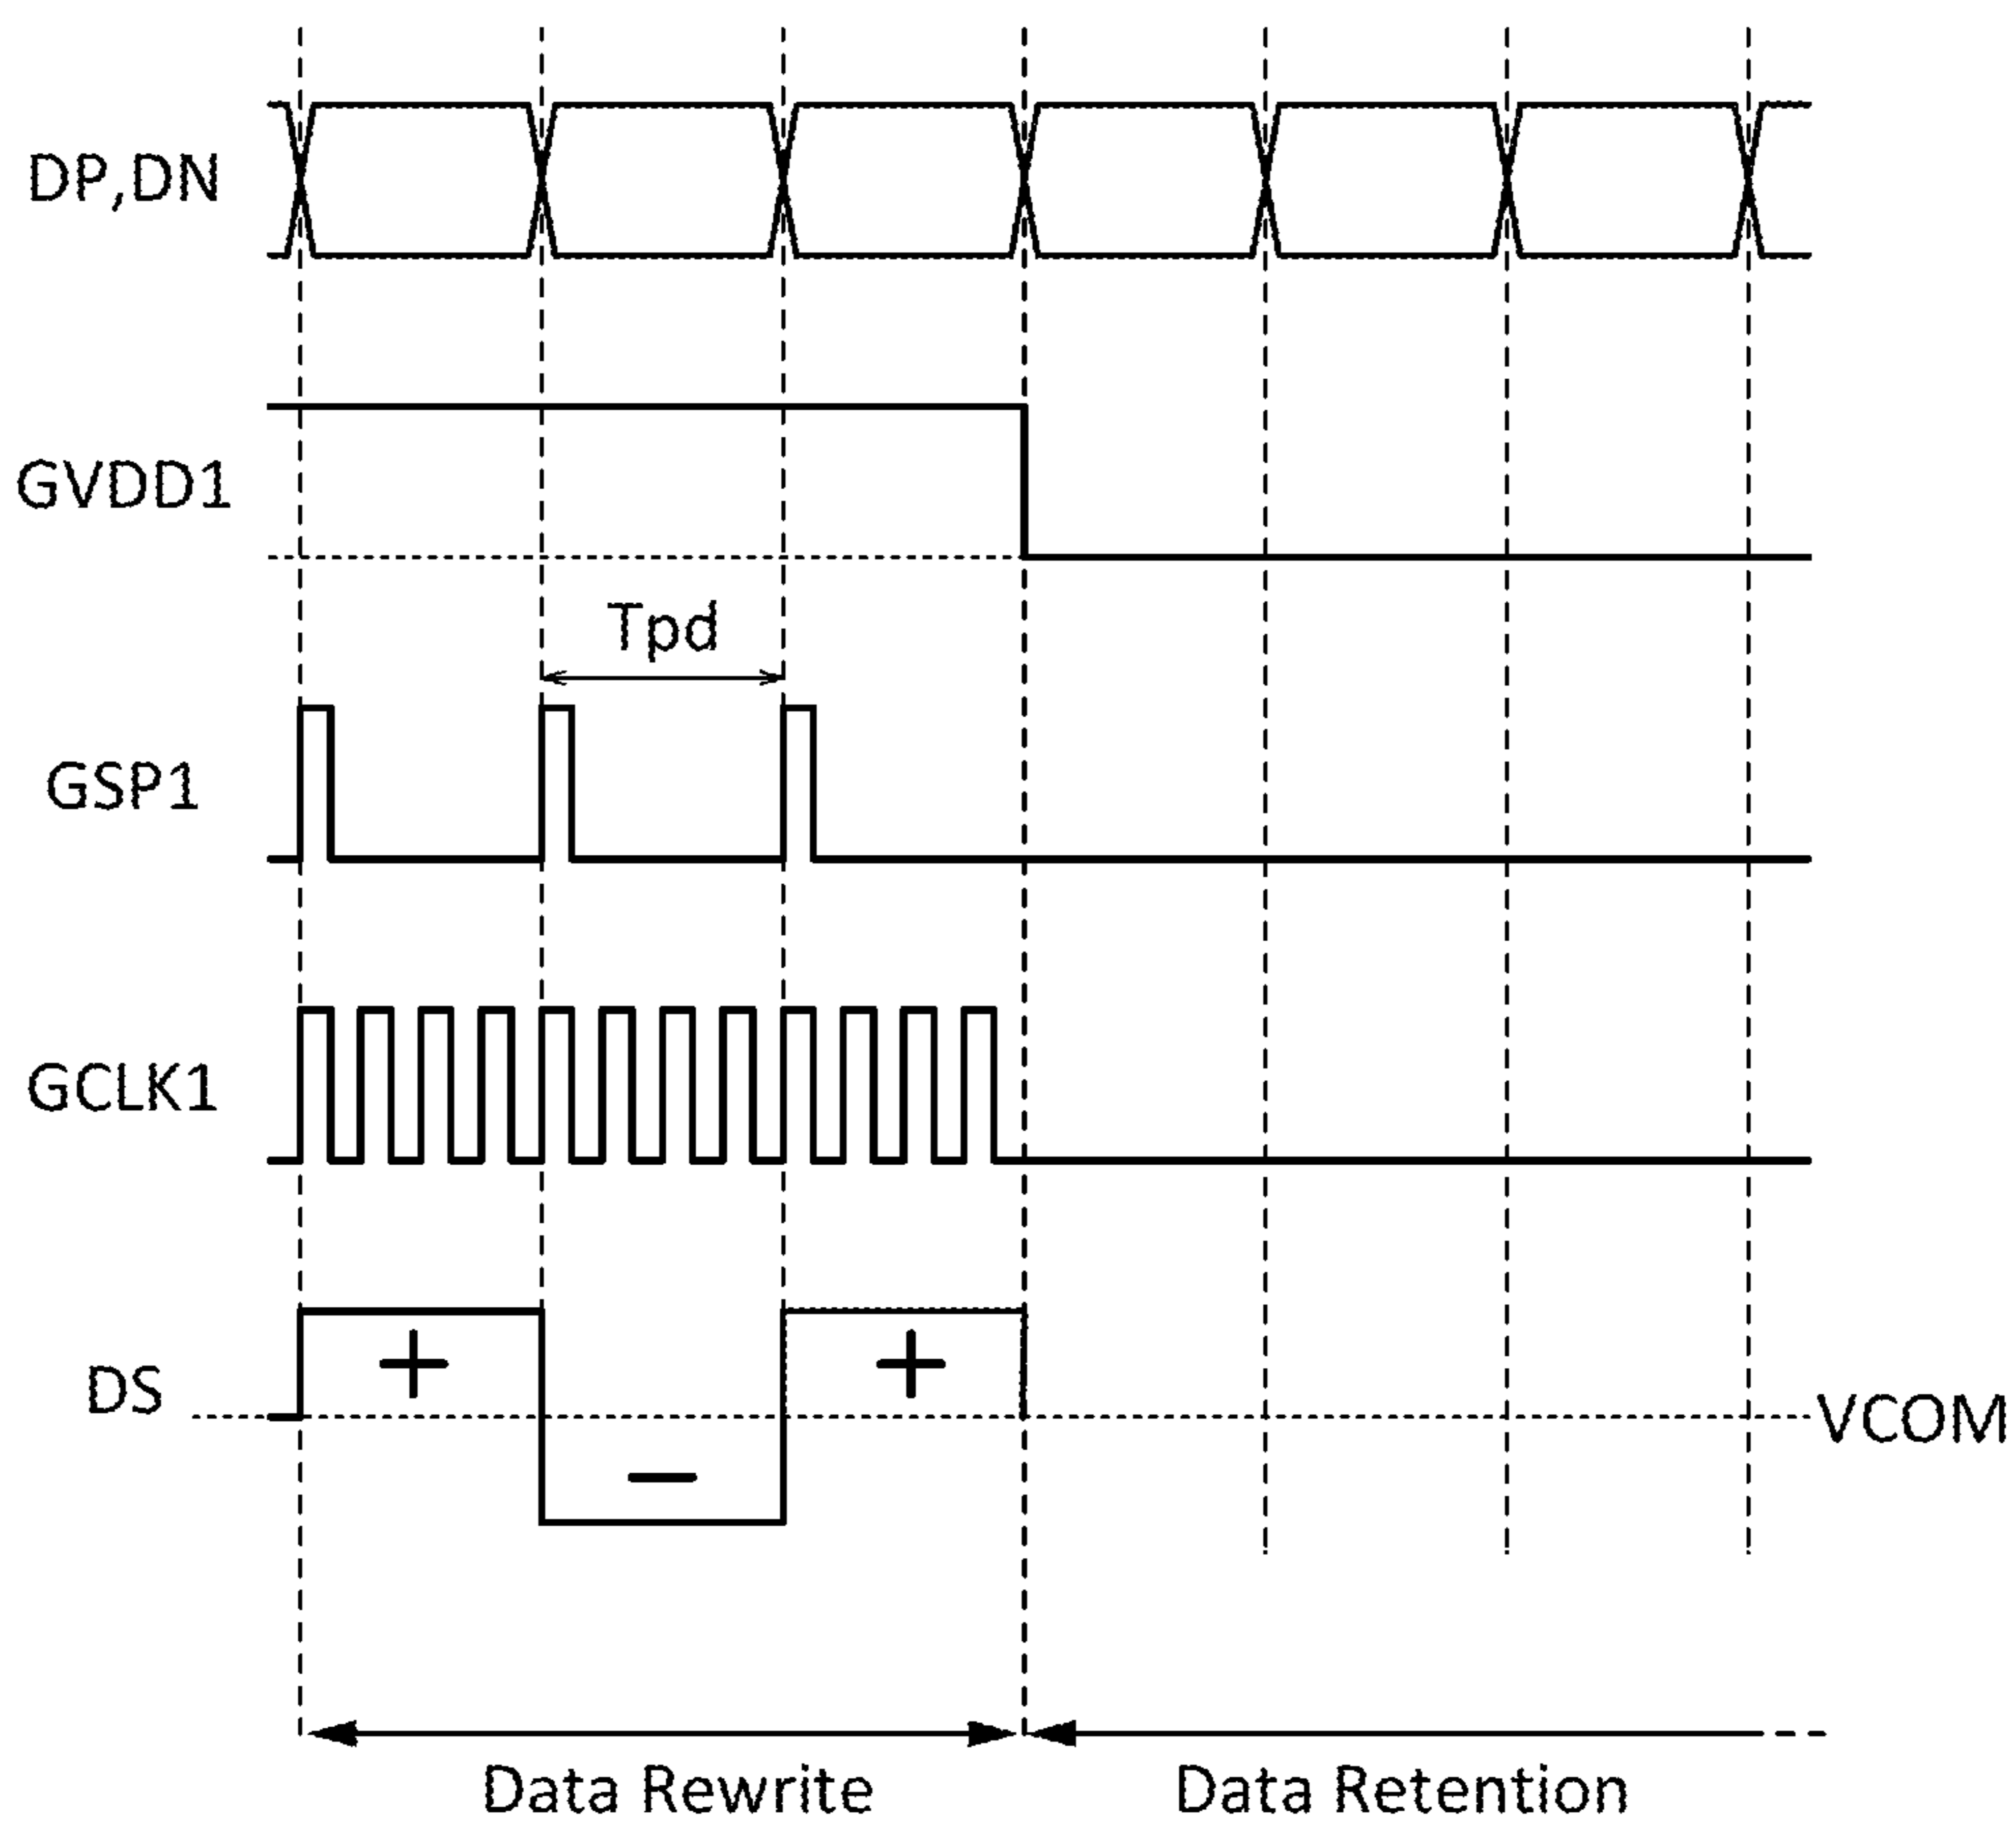 DP,DN
GVDD1
Tpd
GSP1
GCLK1
+
+
DS
VCOM
−
Data Rewrite
Data Retention